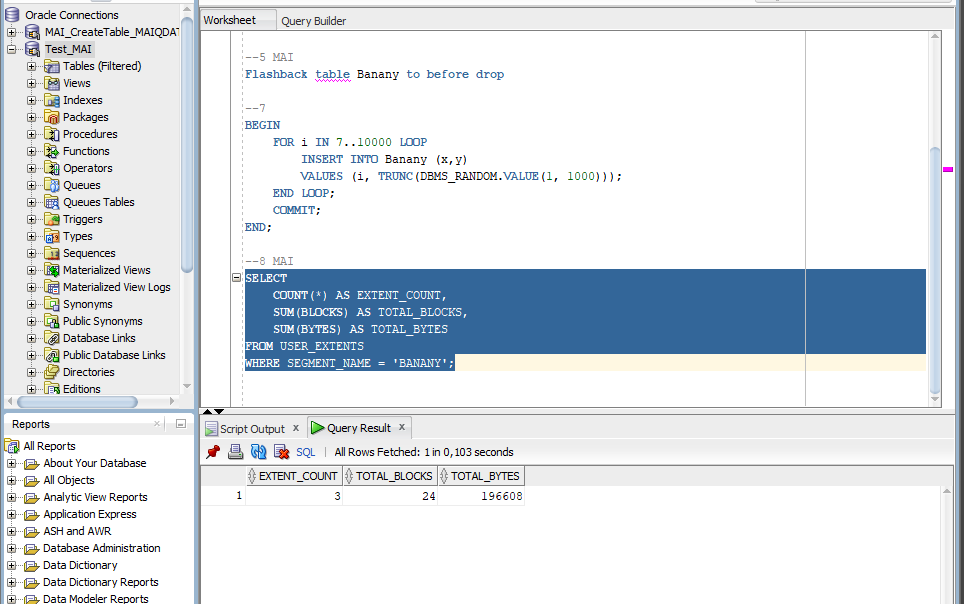 Oracle Connections
MAI_CreateTable_MAIQDAT
Test_MAI
Tables (Filtered)
Views
Indexes
Packages
Procedures
Functions
Operators
Queues
Queues Tables
Triggers
Types
Sequences
Materialized Views
Materialized View Logs
Synonyms
Public Synonyms
Database Links
Public Database Links
Directories
Editions
Reports
All Reports
About Your Database
All Objects
Analytic View Reports
Application Express
ASH and AWR
Database Administration
Data Dictionary
Data Dictionary Reports
Data Modeler Reports
Worksheet Query Builder
--5 MAI
Flashback table Banany to before drop
--7
BEGIN
FOR i IN 7..10000 LOOP
INSERT INTO Banany (x,y)
VALUES (i, TRUNC(DBMS_RANDOM.VALUE(1, 1000)));
END LOOP;
COMMIT;
END;
--8 MAI
SELECT
COUNT(*) AS EXTENT_COUNT,
SUM(BLOCKS) AS TOTAL_BLOCKS,
SUM(BYTES) AS TOTAL_BYTES
FROM USER_EXTENTS
WHERE SEGMENT_NAME = 'BANANY';
Script Output x Query Result x
SQL | All Rows Fetched: 1 in 0,103 seconds
EXTENT_COUNT TOTAL_BLOCKS TOTAL_BYTES
1 3 24 196608